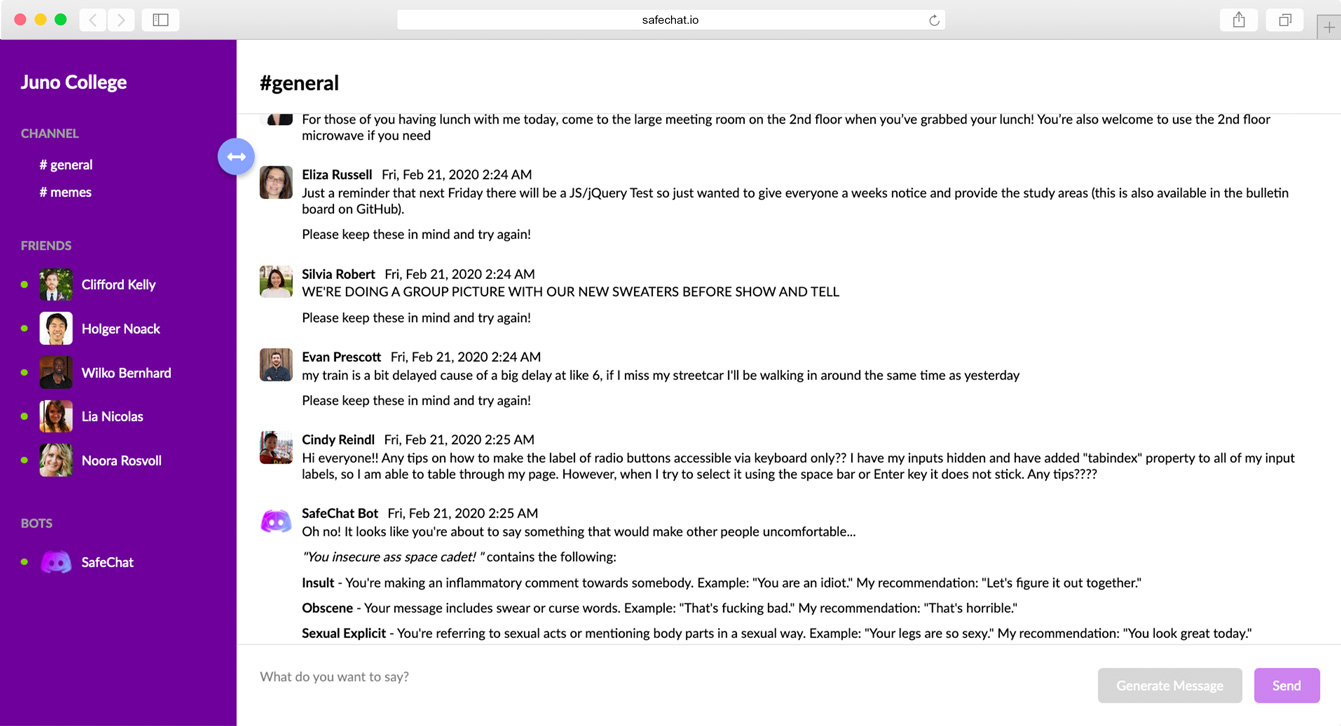 safechat.io
Juno College
CHANNEL
# general
# memes
FRIENDS
Clifford Kelly
Holger Noack
Wilko Bernhard
Lia Nicolas
Noora Rosvoll
BOTS
SafeChat
#general
For those of you having lunch with me today, come to the large meeting room on the 2nd floor when you’ve grabbed your lunch! You’re also welcome to use the 2nd floor
microwave if you need
Eliza Russell Fri, Feb 21, 2020 2:24 AM
Just a reminder that next Friday there will be a JS/jQuery Test so just wanted to give everyone a weeks notice and provide the study areas (this is also available in the bulletin
board on GitHub).
Please keep these in mind and try again!
Silvia Robert Fri, Feb 21, 2020 2:24 AM
WE'RE DOING A GROUP PICTURE WITH OUR NEW SWEATERS BEFORE SHOW AND TELL
Please keep these in mind and try again!
Evan Prescott Fri, Feb 21, 2020 2:24 AM
my train is a bit delayed cause of a big delay at like 6, if I miss my streetcar I'll be walking in around the same time as yesterday
Please keep these in mind and try again!
Cindy Reindl Fri, Feb 21, 2020 2:25 AM
Hi everyone!! Any tips on how to make the label of radio buttons accessible via keyboard only?? I have my inputs hidden and have added "tabindex" property to all of my input
labels, so I am able to table through my page. However, when I try to select it using the space bar or Enter key it does not stick. Any tips????
SafeChat Bot Fri, Feb 21, 2020 2:25 AM
Oh no! It looks like you're about to say something that would make other people uncomfortable...
"You insecure ass space cadet! " contains the following:
Insult - You're making an inflammatory comment towards somebody. Example: "You are an idiot." My recommendation: "Let's figure it out together."
Obscene - Your message includes swear or curse words. Example: "That's fucking bad." My recommendation: "That's horrible."
Sexual Explicit - You're referring to sexual acts or mentioning body parts in a sexual way. Example: "Your legs are so sexy." My recommendation: "You look great today."
What do you want to say?
Generate Message
Send